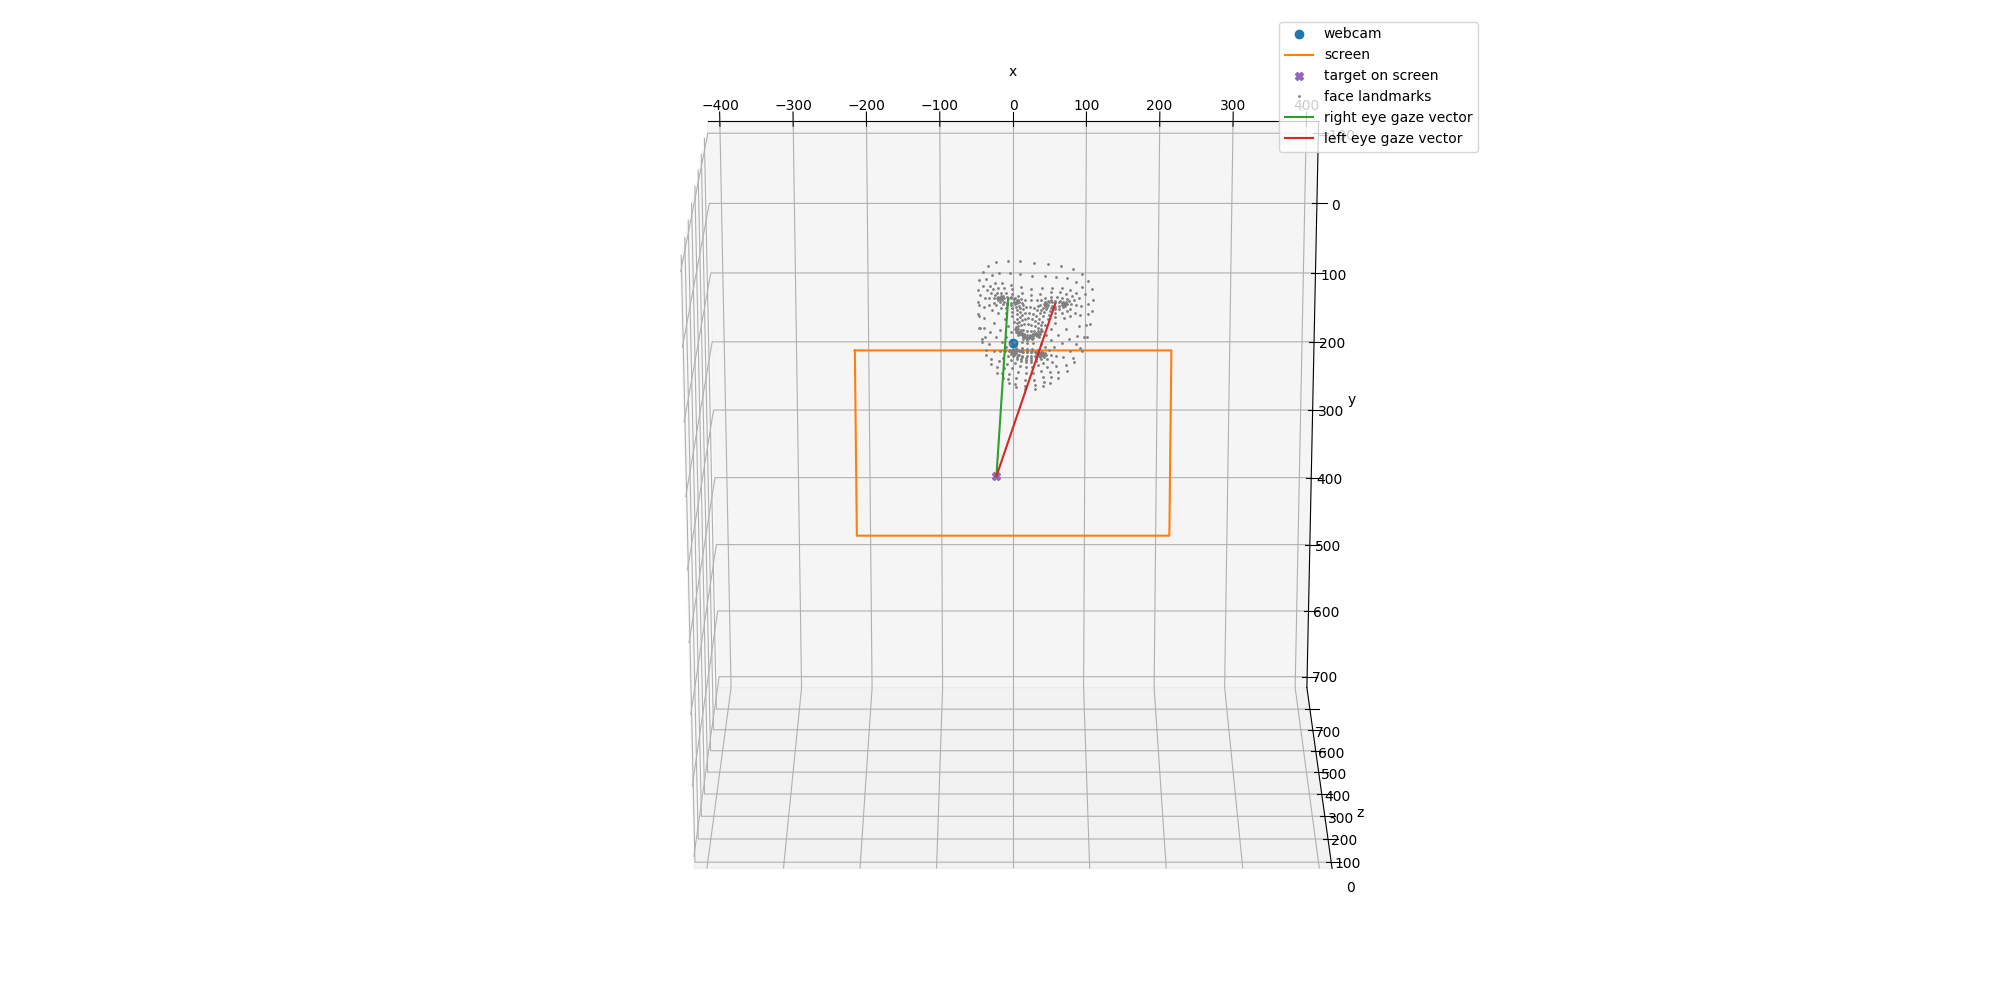 webcam
screen
target on screen
face landmarks
right eye gaze vector
left eye gaze vector
x
−400 −300 −200 −100 0 100 200 300 400
−100
0
100
200
300
400
500
600
700
y
700
600
500
400
300
200
100
0
z